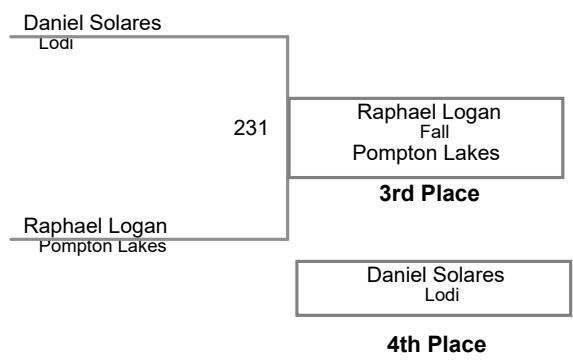 Daniel Solares
Lodi
231
Raphael Logan
Fall
Pompton Lakes
3rd Place
Raphael Logan
Pompton Lakes
Daniel Solares
Lodi
4th Place